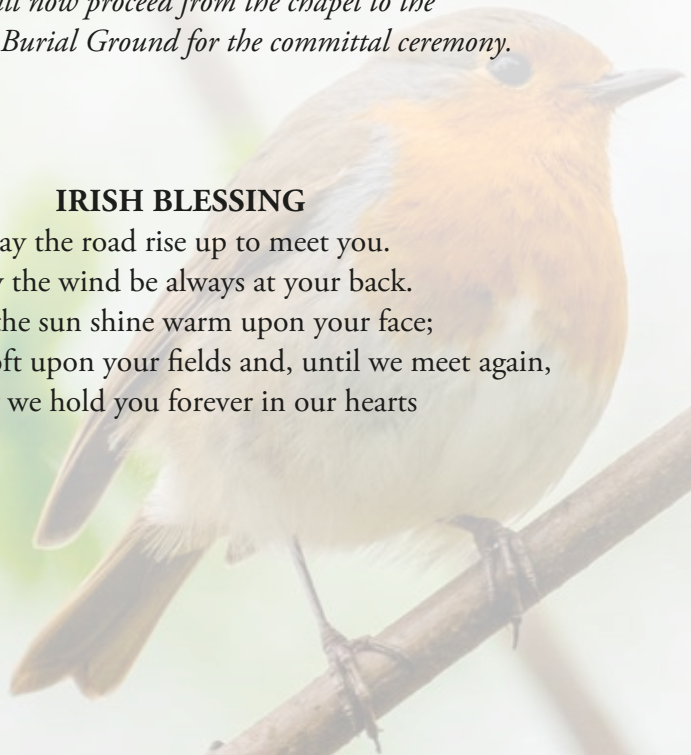 now proceed from the chapel to the
Burial Ground for the committal ceremony.
IRISH BLESSING
ay the road rise up to meet you.
the wind be always at your back.
the sun shine warm upon your face;
oft upon your fields and, until we meet again,
we hold you forever in our hearts